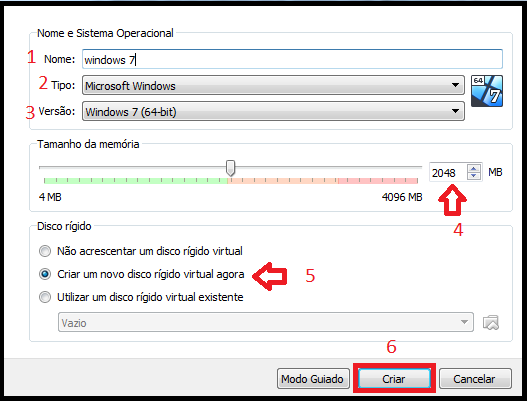 Nome e Sistema Operacional
1 Nome: windows 7
2 Tipo: Microsoft Windows 64 7
3 Versão: Windows 7 (64-bit)
Tamanho da memória
2048 MB
4 MB 4096 MB
4
Disco rígido
Não acrescentar um disco rígido virtual
Criar um novo disco rígido virtual agora 5
Utilizar um disco rígido virtual existente
Vazio
6
Modo Guiado Criar Cancelar